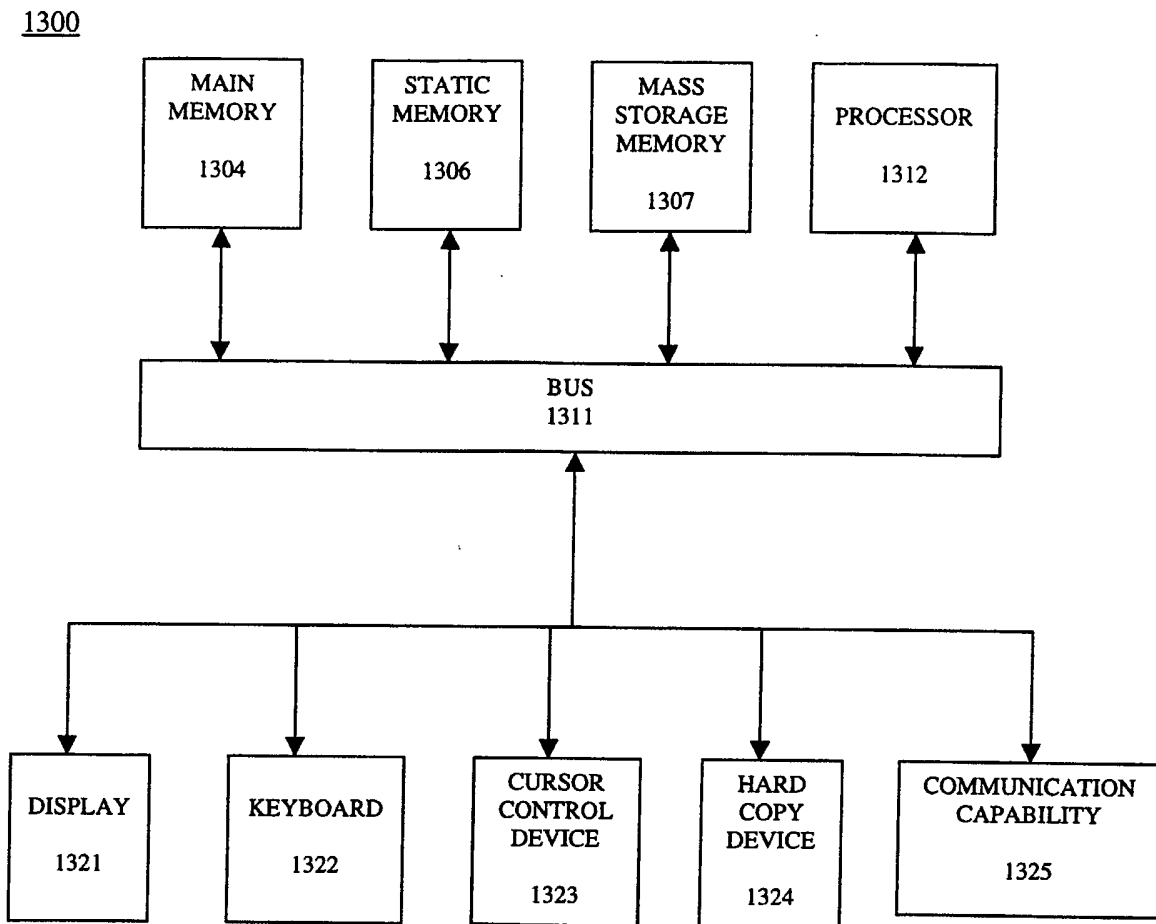 1300
MAIN
MEMORY
1304
STATIC
MEMORY
1306
MASS
STORAGE
MEMORY
1307
PROCESSOR
1312
BUS
1311
DISPLAY
1321
KEYBOARD
1322
CURSOR
CONTROL
DEVICE
1323
HARD
COPY
DEVICE
1324
COMMUNICATION
CAPABILITY
1325